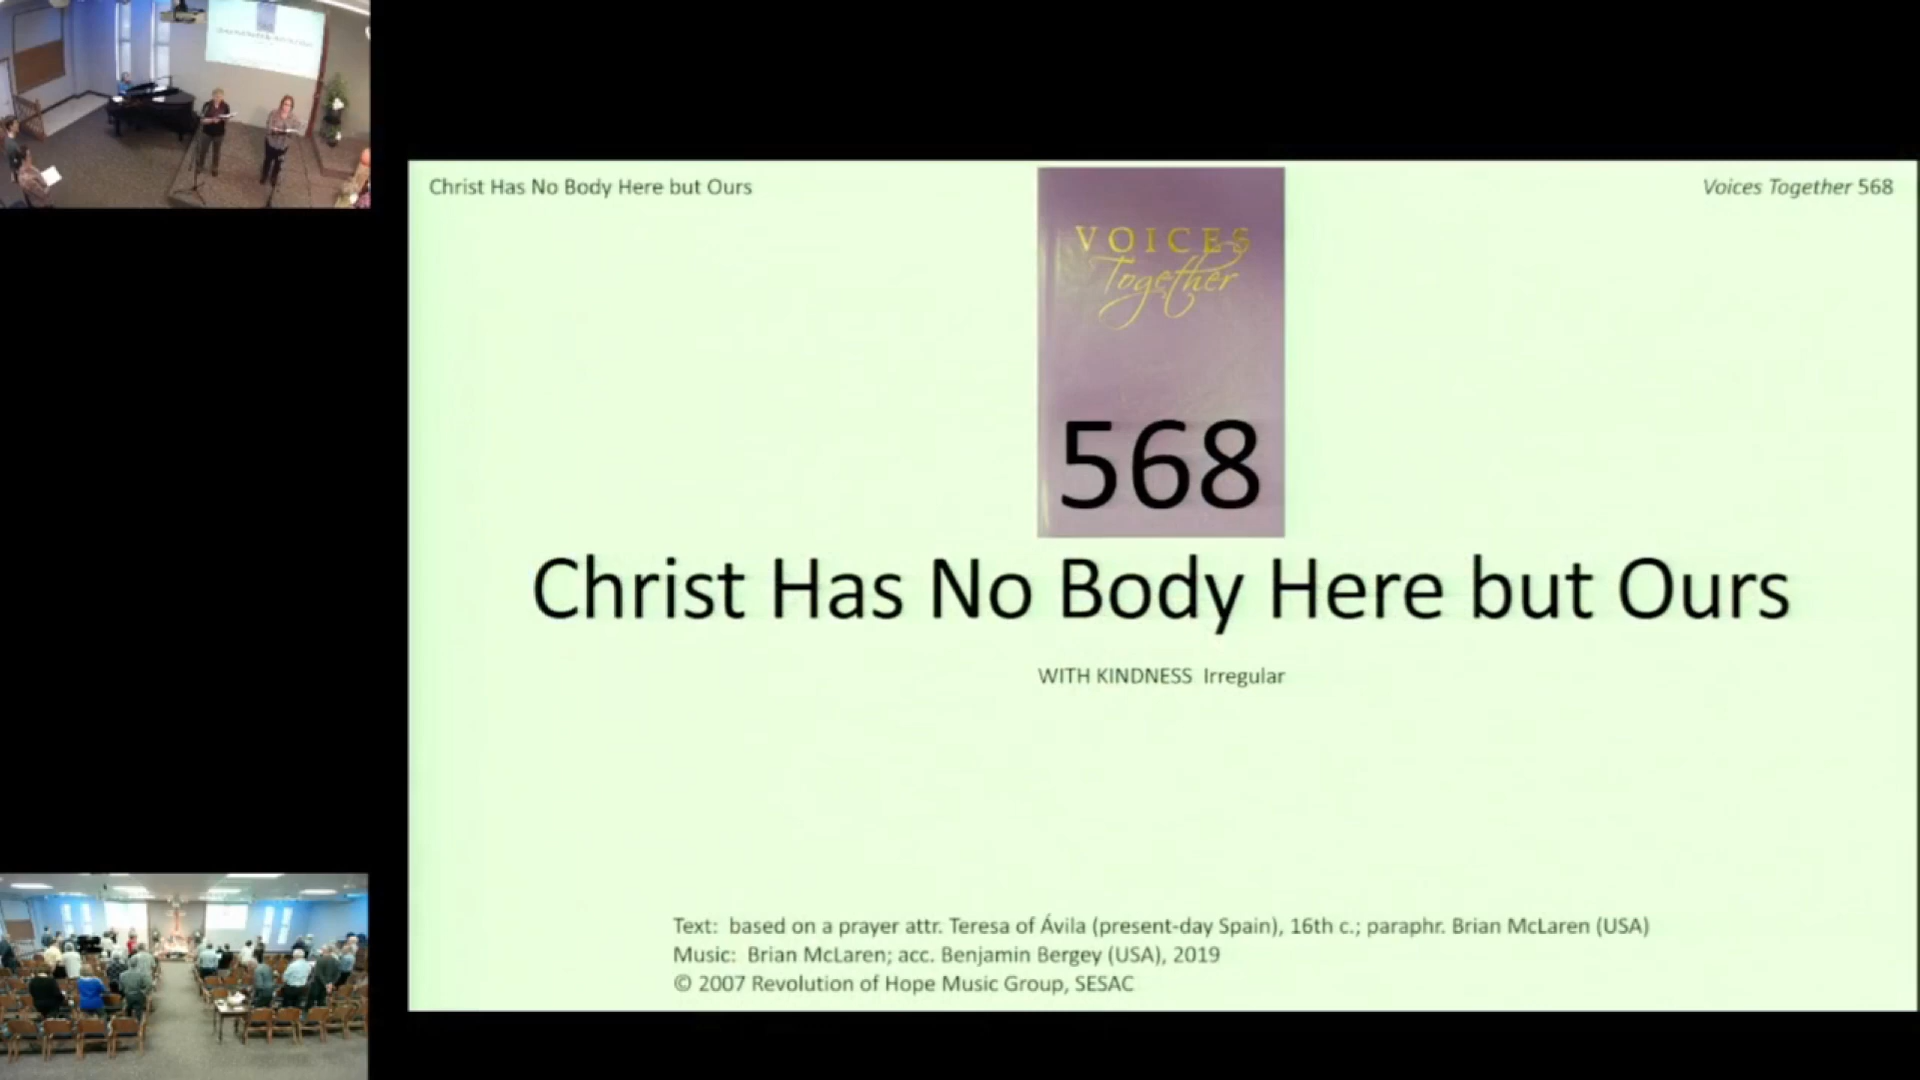 Christ Has No Body Here but Ours
Voices Together 568
VOICES
Together
568
Christ Has No Body Here but Ours
WITH KINDNESS Irregular
Text: based on a prayer attr. Teresa of Ávila (present-day Spain), 16th c.; paraphr. Brian McLaren (USA)
Music: Brian McLaren; acc. Benjamin Bergey (USA), 2019
© 2007 Revolution of Hope Music Group, SESAC